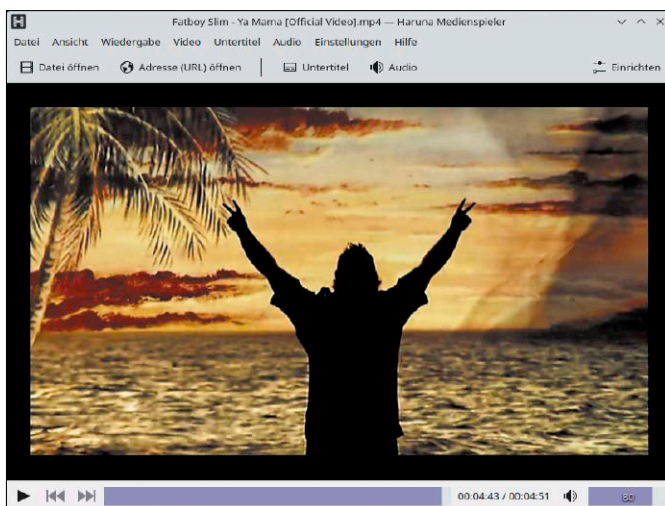 Fatboy Slim - Ya Mama [Official Video].mp4 — Haruna Medienspieler
Datei Ansicht Wiedergabe Video Untertitel Audio Einstellungen Hilfe
Datei öffnen Adresse (URL) öffnen Untertitel Audio Einrichten
00:04:43 / 00:04:51 80